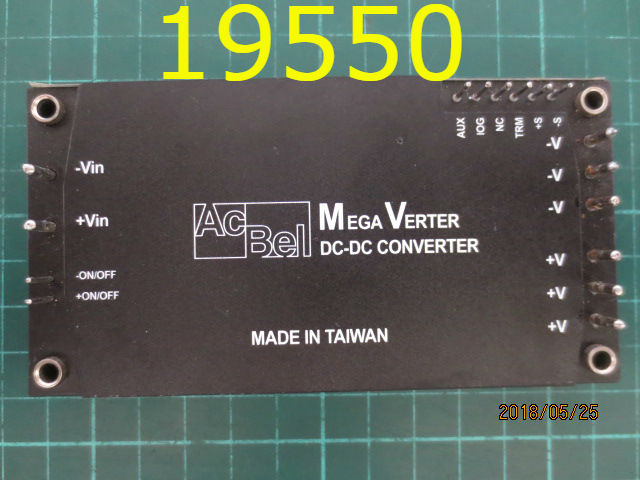 19550
AUX
IOG
NC
TRM
+S
-S
-V
-V
-V
+V
+V
+V
-Vin
+Vin
-ON/OFF
+ON/OFF
AcBel
MEGA VERTER
DC-DC CONVERTER
MADE IN TAIWAN
2018/05/25